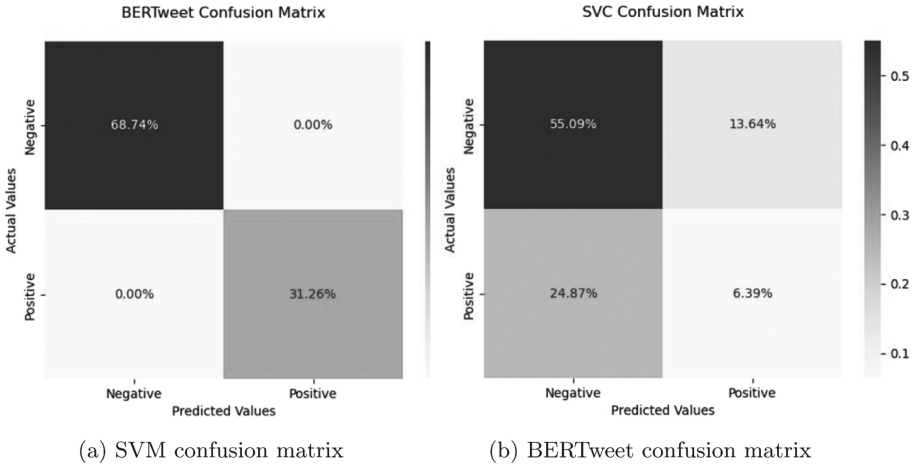 BERTweet Confusion Matrix
Actual Values
Negative
Positive
68.74%
0.00%
0.00%
31.26%
Negative
Positive
Predicted Values
(a) SVM confusion matrix
SVC Confusion Matrix
Actual Values
Negative
Positive
55.09%
13.64%
24.87%
6.39%
Negative
Positive
Predicted Values
0.5
0.4
0.3
0.2
0.1
(b) BERTweet confusion matrix